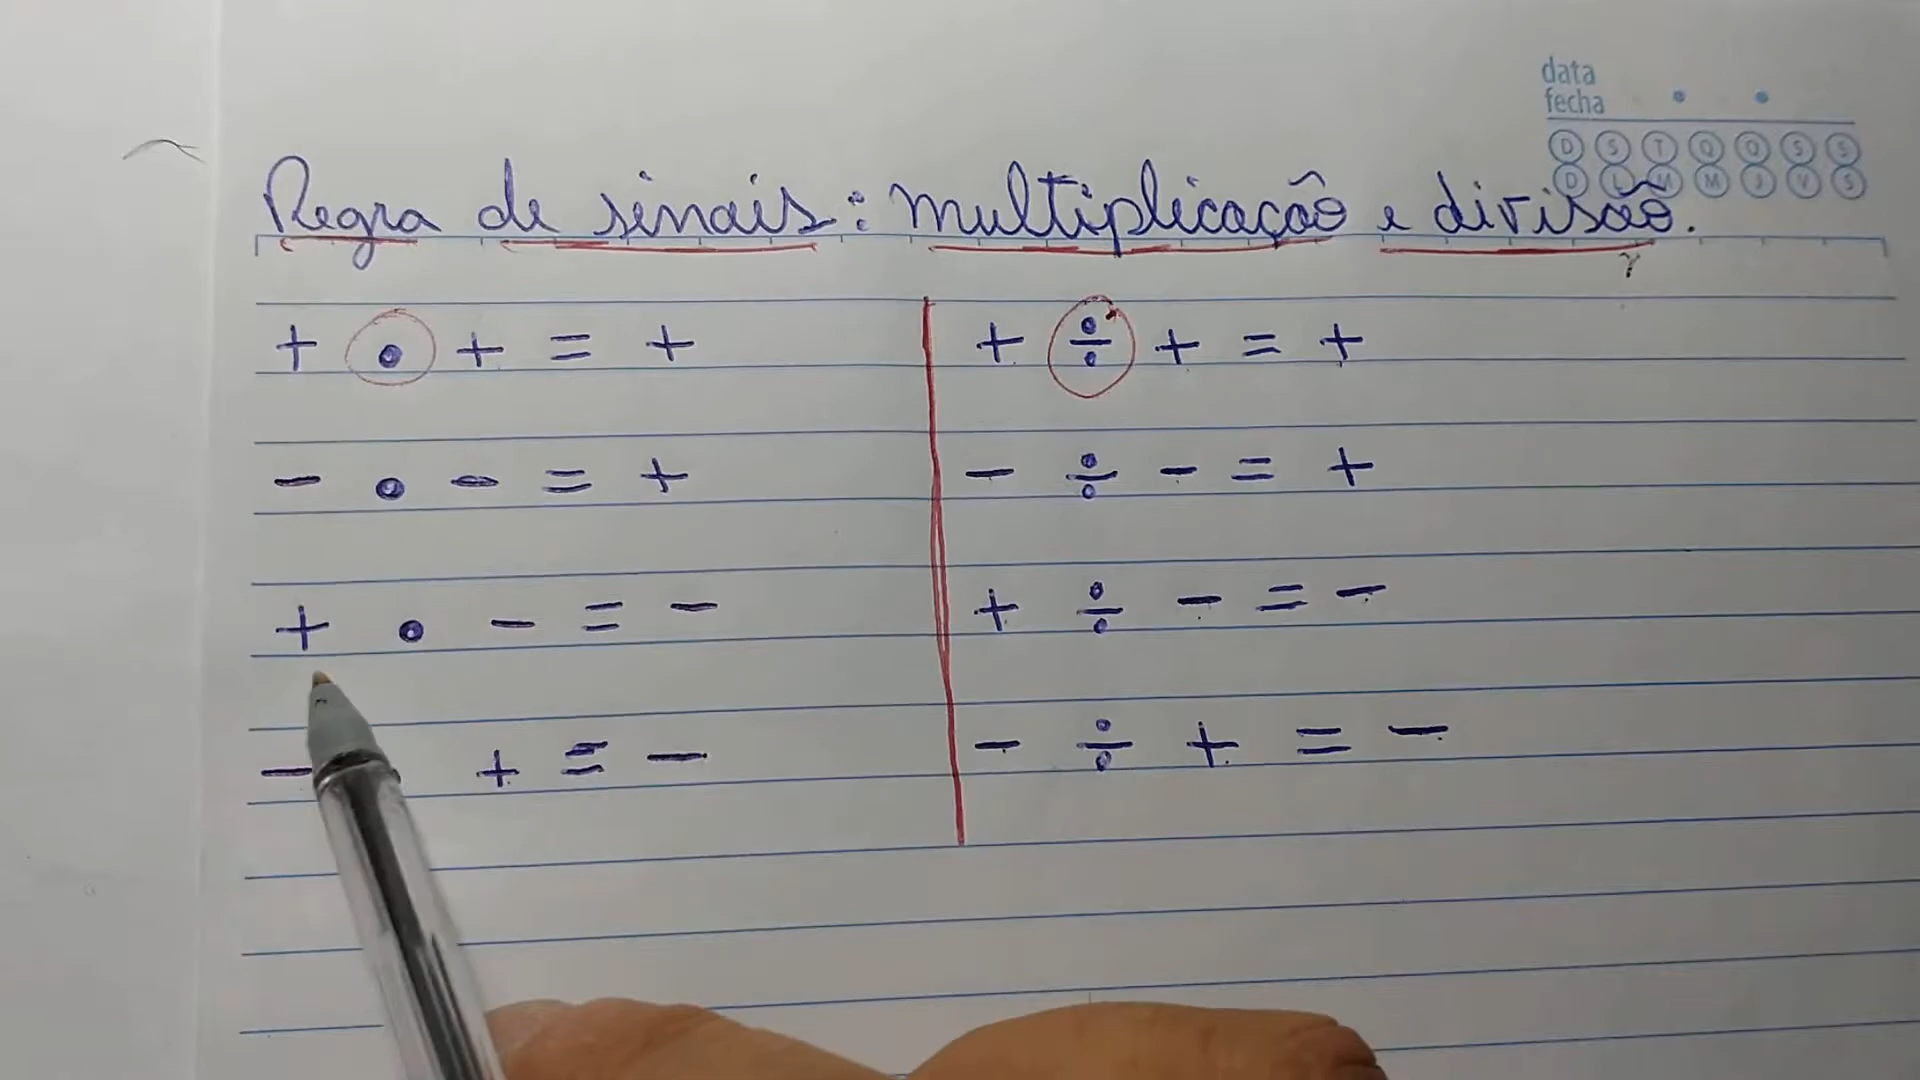 data
fecha
D S T Q Q S S
D L M M J V S
Regra de sinais: multiplicação e divisão.
+ • + = +
- • - = +
+ • - = -
- + = -
+ ÷ + = +
- ÷ - = +
+ ÷ - = -
- ÷ + = -